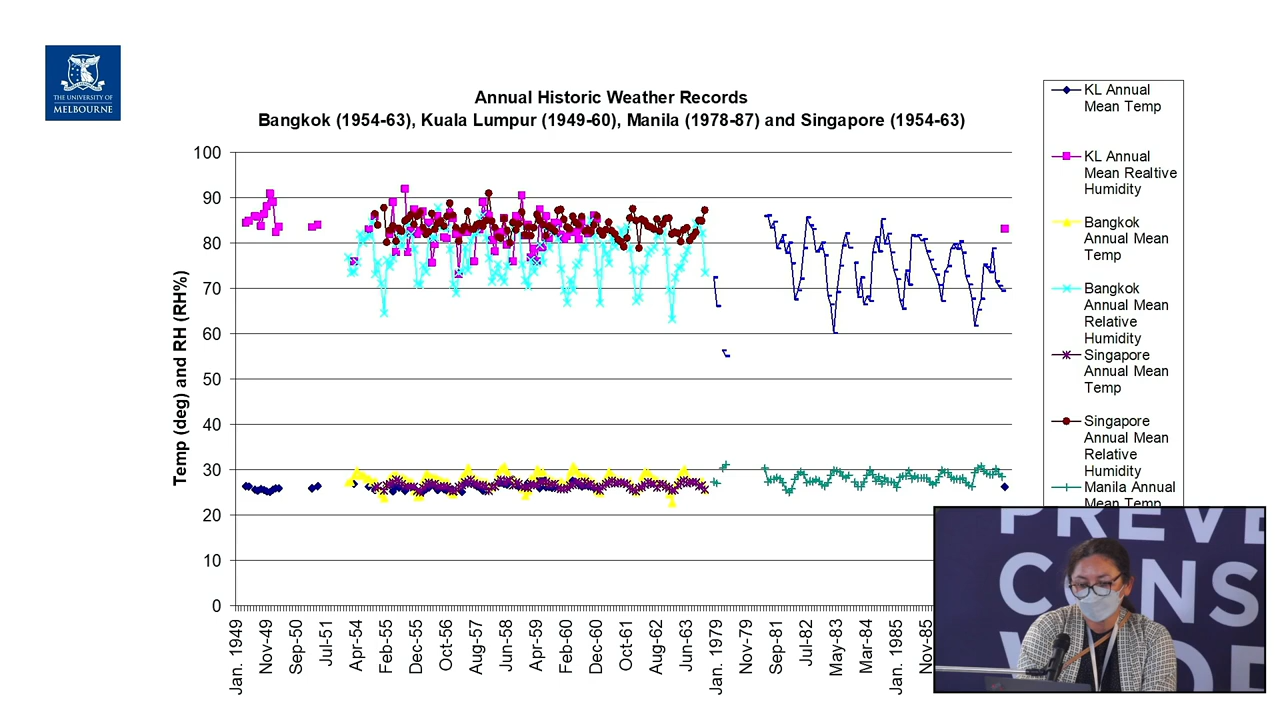 THE UNIVERSITY OF
MELBOURNE
Annual Historic Weather Records
Bangkok (1954-63), Kuala Lumpur (1949-60), Manila (1978-87) and Singapore (1954-63)
Temp (deg) and RH (RH%)
100
90
80
70
60
50
40
30
20
10
0
Jan. 1949
Nov-49
Sep-50
Jul-51
Apr-54
Feb-55
Dec-55
Oct-56
Aug-57
Jun-58
Apr-59
Feb-60
Dec-60
Oct-61
Aug-62
Jun-63
Jan. 1979
Nov-79
Sep-81
Jul-82
May-83
Mar-84
Jan. 1985
Nov-85
KL Annual
Mean Temp
KL Annual
Mean Realtive
Humidity
Bangkok
Annual Mean
Temp
Bangkok
Annual Mean
Relative
Humidity
Singapore
Annual Mean
Temp
Singapore
Annual Mean
Relative
Humidity
Manila Annual
Mean Temp
PREVE
CONS